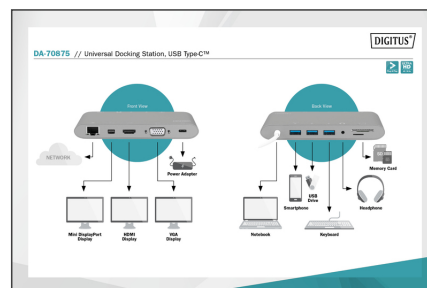 DIGITUS®
DA-70875 // Universal Docking Station, USB Type-C™
Front View
Back View
NETWORK
Power Adapter
Memory Card
Smartphone
USB
Drive
Headphone
Mini DisplayPort
Display
HDMI
Display
VGA
Display
Notebook
Keyboard